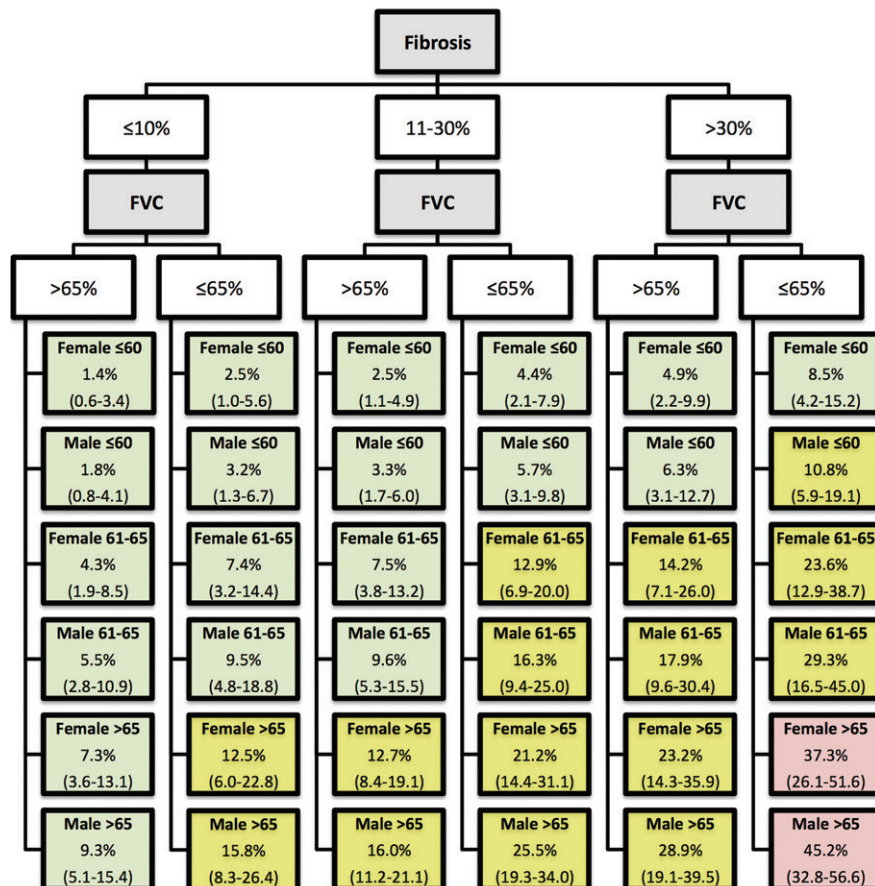 Fibrosis
≤10%
11-30%
>30%
FVC
FVC
FVC
>65%
≤65%
>65%
≤65%
>65%
≤65%
Female ≤60
1.4%
(0.6-3.4)
Female ≤60
2.5%
(1.0-5.6)
Female ≤60
2.5%
(1.1-4.9)
Female ≤60
4.4%
(2.1-7.9)
Female ≤60
4.9%
(2.2-9.9)
Female ≤60
8.5%
(4.2-15.2)
Male ≤60
1.8%
(0.8-4.1)
Male ≤60
3.2%
(1.3-6.7)
Male ≤60
3.3%
(1.7-6.0)
Male ≤60
5.7%
(3.1-9.8)
Male ≤60
6.3%
(3.1-12.7)
Male ≤60
10.8%
(5.9-19.1)
Female 61-65
4.3%
(1.9-8.5)
Female 61-65
7.4%
(3.2-14.4)
Female 61-65
7.5%
(3.8-13.2)
Female 61-65
12.9%
(6.9-20.0)
Female 61-65
14.2%
(7.1-26.0)
Female 61-65
23.6%
(12.9-38.7)
Male 61-65
5.5%
(2.8-10.9)
Male 61-65
9.5%
(4.8-18.8)
Male 61-65
9.6%
(5.3-15.5)
Male 61-65
16.3%
(9.4-25.0)
Male 61-65
17.9%
(9.6-30.4)
Male 61-65
29.3%
(16.5-45.0)
Female >65
7.3%
(3.6-13.1)
Female >65
12.5%
(6.0-22.8)
Female >65
12.7%
(8.4-19.1)
Female >65
21.2%
(14.4-31.1)
Female >65
23.2%
(14.3-35.9)
Female >65
37.3%
(26.1-51.6)
Male >65
9.3%
(5.1-15.4)
Male >65
15.8%
(8.3-26.4)
Male >65
16.0%
(11.2-21.1)
Male >65
25.5%
(19.3-34.0)
Male >65
28.9%
(19.1-39.5)
Male >65
45.2%
(32.8-56.6)